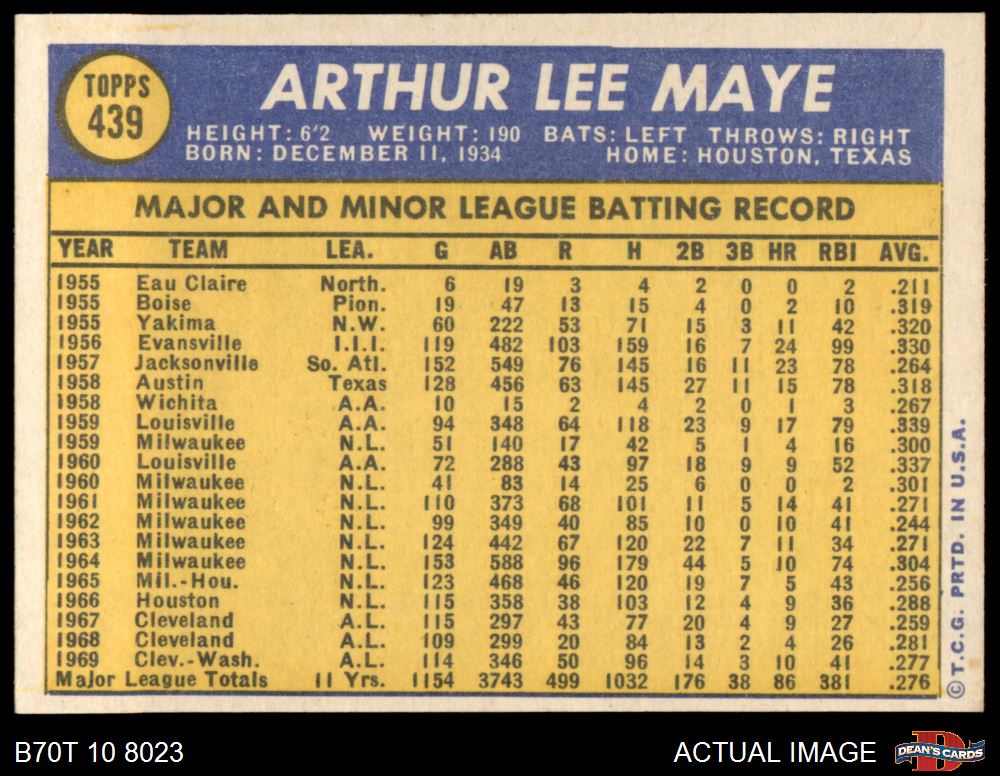 TOPPS
439
ARTHUR LEE MAYE
HEIGHT: 6'2 WEIGHT: 190 BATS: LEFT THROWS: RIGHT
BORN: DECEMBER 11, 1934 HOME: HOUSTON, TEXAS
MAJOR AND MINOR LEAGUE BATTING RECORD
YEAR TEAM LEA. G AB R H 2B 3B HR RBI AVG.
1955 Eau Claire North. 6 19 3 4 2 0 0 2 .211
1955 Boise Pion. 19 47 13 15 4 0 2 10 .319
1955 Yakima N.W. 60 222 53 71 15 3 11 42 .320
1956 Evansville I.I.I. 119 482 103 159 16 7 24 99 .330
1957 Jacksonville So. Atl. 152 549 76 145 16 11 23 78 .264
1958 Austin Texas 128 456 63 145 27 11 15 78 .318
1958 Wichita A.A. 10 15 2 4 2 0 1 3 .267
1959 Louisville A.A. 94 348 64 118 23 9 17 79 .339
1959 Milwaukee N.L. 51 140 17 42 5 1 4 16 .300
1960 Louisville A.A. 72 288 43 97 18 9 9 52 .337
1960 Milwaukee N.L. 41 83 14 25 6 0 0 2 .301
1961 Milwaukee N.L. 110 373 68 101 11 5 14 41 .271
1962 Milwaukee N.L. 99 349 40 85 10 0 10 41 .244
1963 Milwaukee N.L. 124 442 67 120 22 7 11 34 .271
1964 Milwaukee N.L. 153 588 96 179 44 5 10 74 .304
1965 Mil.-Hou. N.L. 123 468 46 120 19 7 5 43 .256
1966 Houston N.L. 115 358 38 103 12 4 9 36 .288
1967 Cleveland A.L. 115 297 43 77 20 4 9 27 .259
1968 Cleveland A.L. 109 299 20 84 13 2 4 26 .281
1969 Clev.-Wash. A.L. 114 346 50 96 14 3 10 41 .277
Major League Totals 11 Yrs. 1154 3743 499 1032 176 38 86 381 .276
© T.C.G. PRTD. IN U.S.A.
B70T 10 8023
ACTUAL IMAGE
DEAN'S CARDS